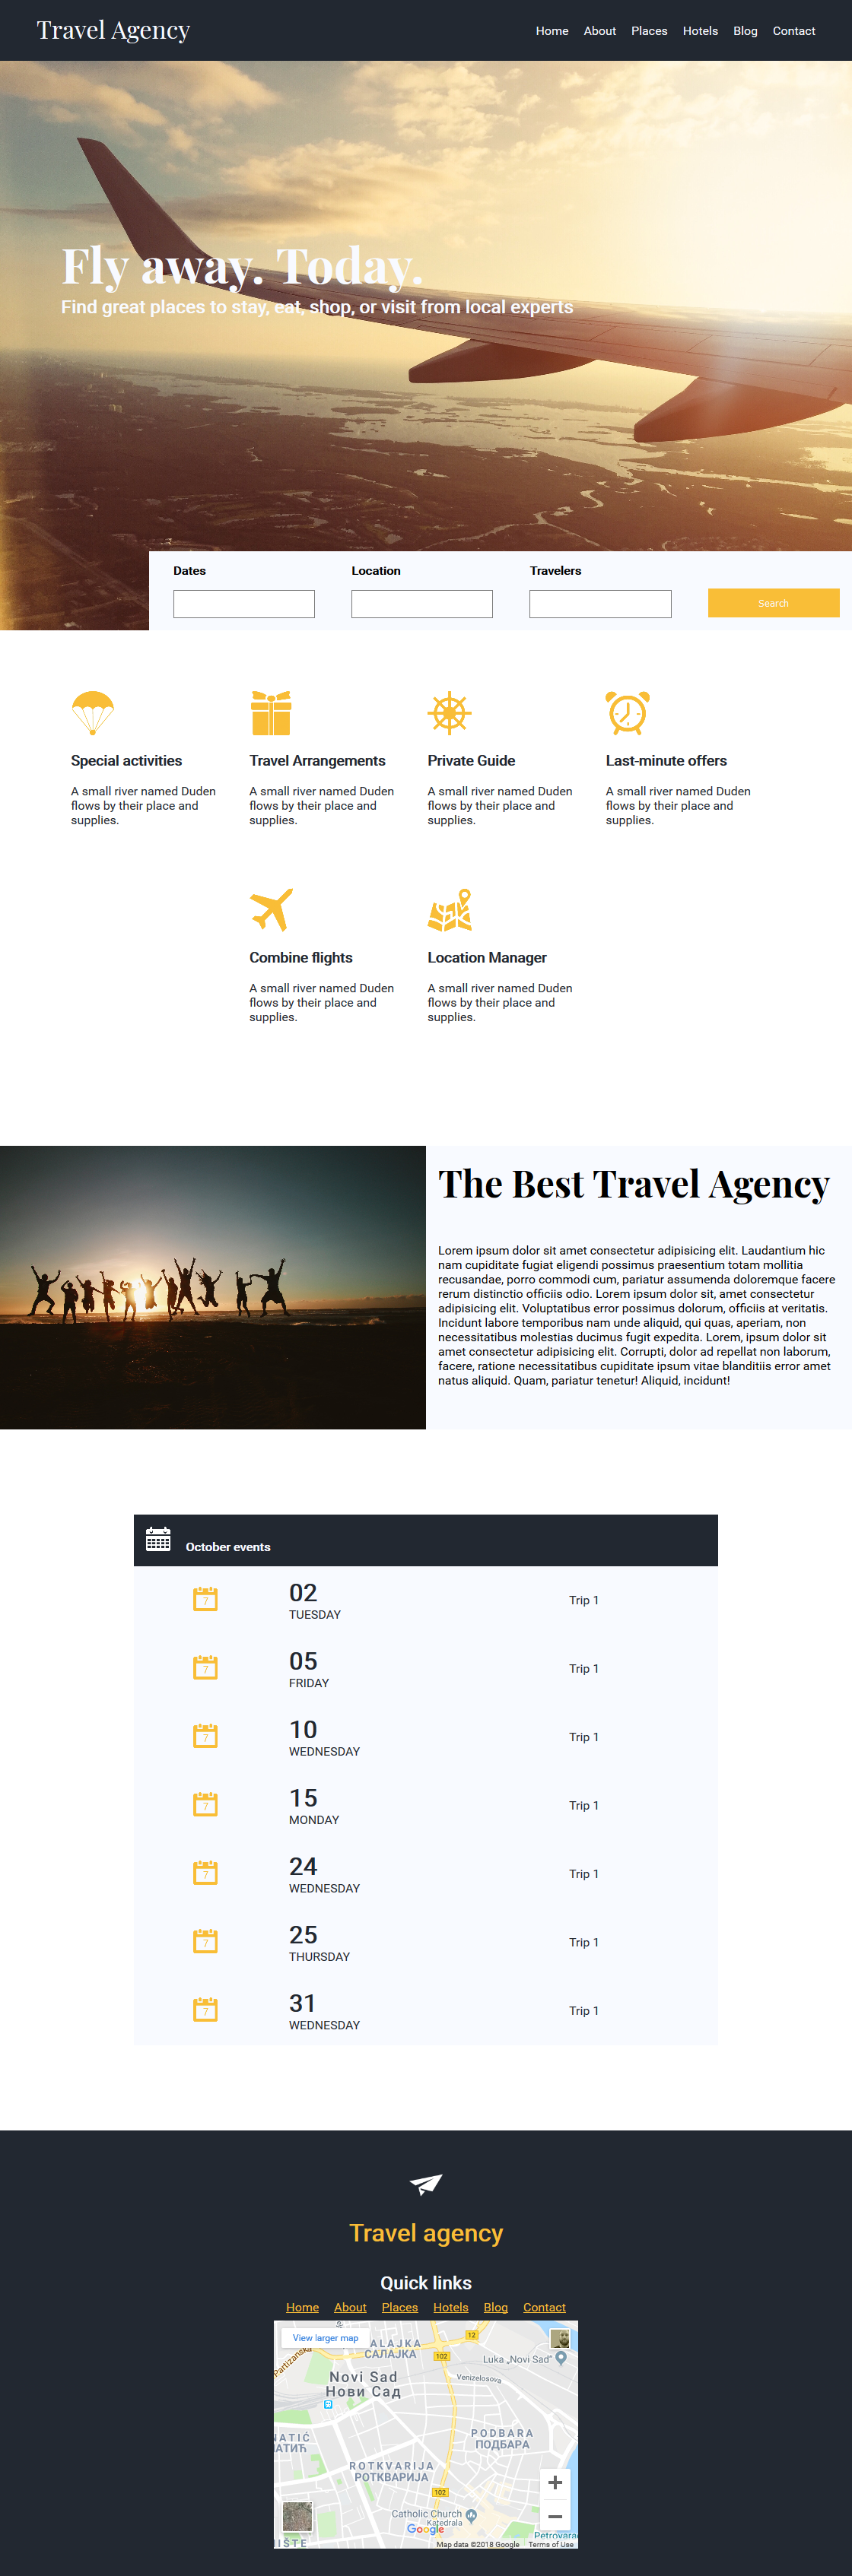 Travel Agency
Home About Places Hotels Blog Contact
Fly away. Today.
Find great places to stay, eat, shop, or visit from local experts
Dates Location Travelers
Search
Special activities
A small river named Duden
flows by their place and
supplies.
Travel Arrangements
A small river named Duden
flows by their place and
supplies.
Private Guide
A small river named Duden
flows by their place and
supplies.
Last-minute offers
A small river named Duden
flows by their place and
supplies.
Combine flights
A small river named Duden
flows by their place and
supplies.
Location Manager
A small river named Duden
flows by their place and
supplies.
The Best Travel Agency
Lorem ipsum dolor sit amet consectetur adipisicing elit. Laudantium hic
nam cupiditate fugiat eligendi possimus praesentium totam mollitia
recusandae, porro commodi cum, pariatur assumenda doloremque facere
rerum distinctio officiis odio. Lorem ipsum dolor sit, amet consectetur
adipisicing elit. Voluptatibus error possimus dolorum, officiis at veritatis.
Incidunt labore temporibus nam unde aliquid, qui quas, aperiam, non
necessitatibus molestias ducimus fugit expedita. Lorem, ipsum dolor sit
amet consectetur adipisicing elit. Corrupti, dolor ad repellat non laborum,
facere, ratione necessitatibus cupiditate ipsum vitae blanditiis error amet
natus aliquid. Quam, pariatur tenetur! Aliquid, incidunt!
October events
7 02 Trip 1
TUESDAY
7 05 Trip 1
FRIDAY
7 10 Trip 1
WEDNESDAY
7 15 Trip 1
MONDAY
7 24 Trip 1
WEDNESDAY
7 25 Trip 1
THURSDAY
7 31 Trip 1
WEDNESDAY
Travel agency
Quick links
Home About Places Hotels Blog Contact
View larger map
12
ALAJKA
САЛАЈКА
102
Luka „Novi Sad"
Partizanska
Venizelosova
Novi Sad
Нови Сад
NATIĆ
АТИЋ
PODBARA
ПОДБАРА
ROTKVARIJA
РОТКВАРИЈА
102
Catholic Church
Katedrala
Google
Petrovara
IŠTE
Map data ©2018 Google Terms of Use